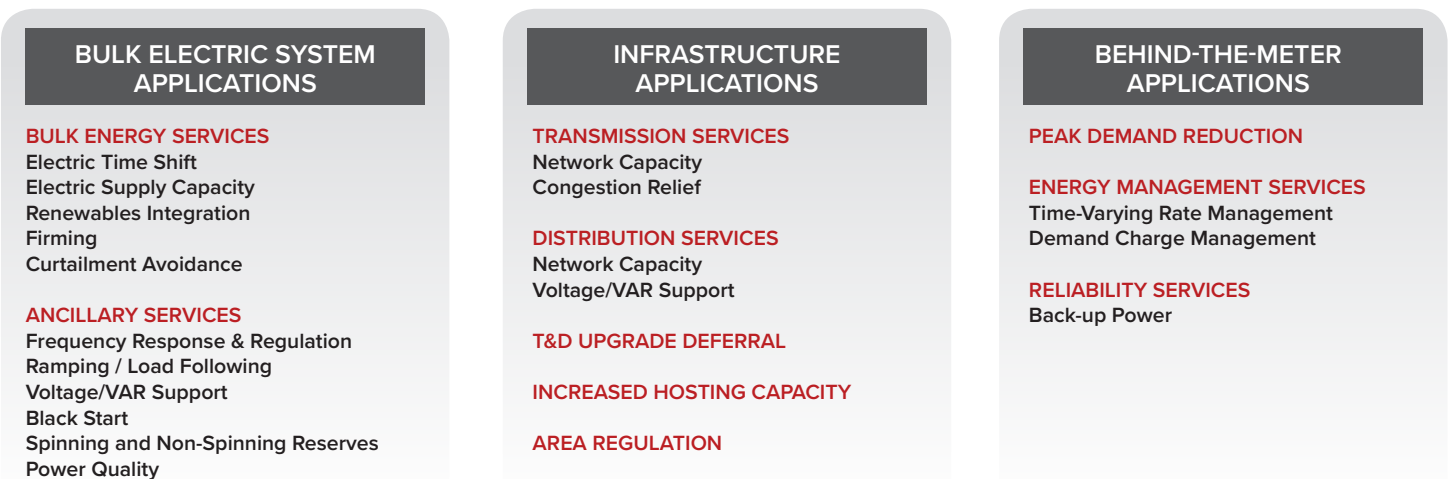 BULK ELECTRIC SYSTEM
APPLICATIONS
BULK ENERGY SERVICES
Electric Time Shift
Electric Supply Capacity
Renewables Integration
Firming
Curtailment Avoidance
ANCILLARY SERVICES
Frequency Response & Regulation
Ramping / Load Following
Voltage/VAR Support
Black Start
Spinning and Non-Spinning Reserves
Power Quality
INFRASTRUCTURE
APPLICATIONS
TRANSMISSION SERVICES
Network Capacity
Congestion Relief
DISTRIBUTION SERVICES
Network Capacity
Voltage/VAR Support
T&D UPGRADE DEFERRAL
INCREASED HOSTING CAPACITY
AREA REGULATION
BEHIND-THE-METER
APPLICATIONS
PEAK DEMAND REDUCTION
ENERGY MANAGEMENT SERVICES
Time-Varying Rate Management
Demand Charge Management
RELIABILITY SERVICES
Back-up Power